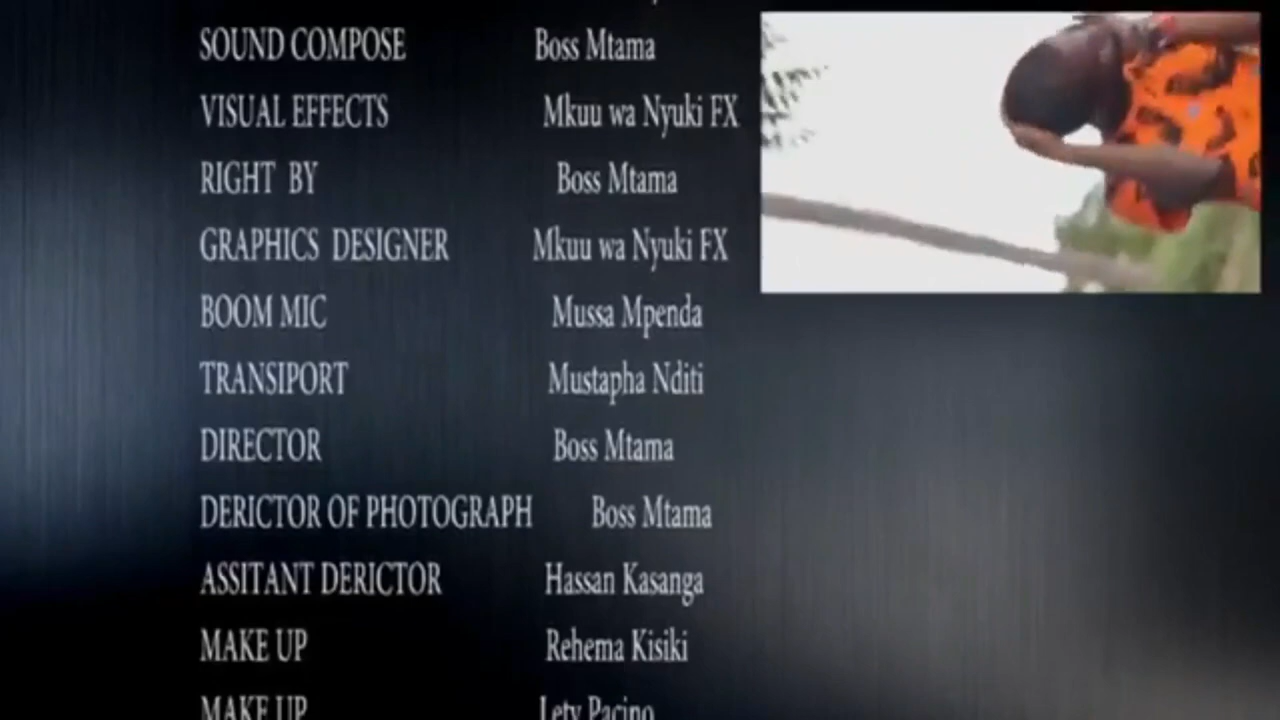 SOUND COMPOSE Boss Mtama
VISUAL EFFECTS Mkuu wa Nyuki FX
RIGHT BY Boss Mtama
GRAPHICS DESIGNER Mkuu wa Nyuki FX
BOOM MIC Mussa Mpenda
TRANSIPORT Mustapha Nditi
DIRECTOR Boss Mtama
DERICTOR OF PHOTOGRAPH Boss Mtama
ASSITANT DERICTOR Hassan Kasanga
MAKE UP Rehema Kisiki
MAKE UP Lety Pacino